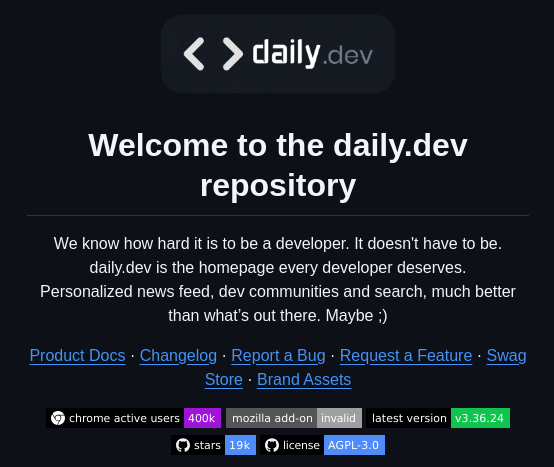 daily.dev
Welcome to the daily.dev
repository
We know how hard it is to be a developer. It doesn't have to be.
daily.dev is the homepage every developer deserves.
Personalized news feed, dev communities and search, much better
than what’s out there. Maybe ;)
Product Docs · Changelog · Report a Bug · Request a Feature · Swag
Store · Brand Assets
chrome active users 400k mozilla add-on invalid latest version v3.36.24
stars 19k license AGPL-3.0